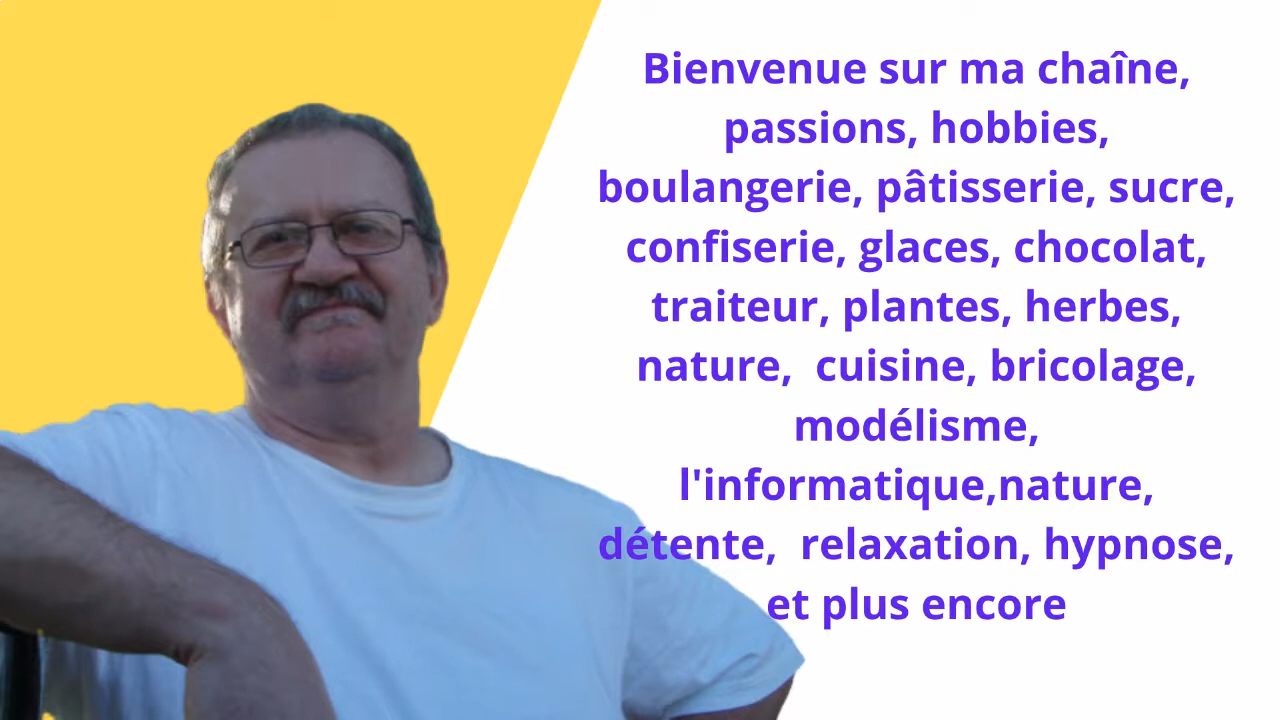 Bienvenue sur ma chaîne,
passions, hobbies,
boulangerie, pâtisserie, sucre,
confiserie, glaces, chocolat,
traiteur, plantes, herbes,
nature,  cuisine, bricolage,
modélisme,
l'informatique,nature,
détente,  relaxation, hypnose,
et plus encore